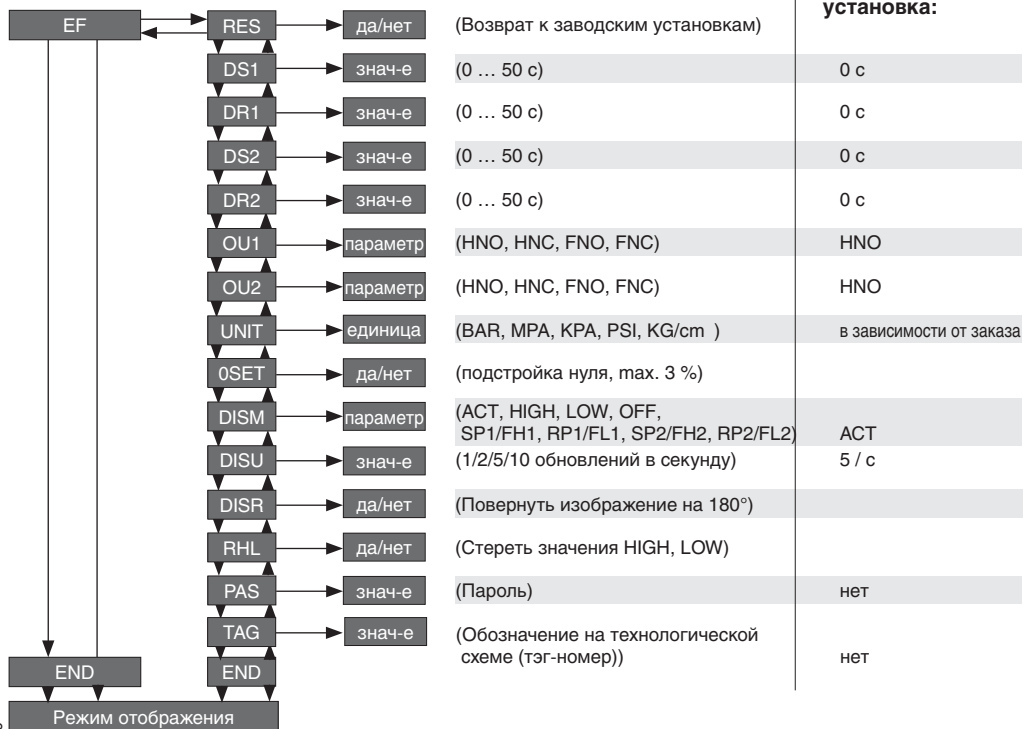 установка:
EF RES да/нет (Возврат к заводским установкам)
DS1 знач-е (0 … 50 с) 0 с
DR1 знач-е (0 … 50 с) 0 с
DS2 знач-е (0 … 50 с) 0 с
DR2 знач-е (0 … 50 с) 0 с
OU1 параметр (HNO, HNC, FNO, FNC) HNO
OU2 параметр (HNO, HNC, FNO, FNC) HNO
UNIT единица (BAR, MPA, KPA, PSI, KG/cm ) в зависимости от заказа
0SET да/нет (подстройка нуля, max. 3 %)
DISM параметр (ACT, HIGH, LOW, OFF,
SP1/FH1, RP1/FL1, SP2/FH2, RP2/FL2) ACT
DISU знач-е (1/2/5/10 обновлений в секунду) 5 / с
DISR да/нет (Повернуть изображение на 180°)
RHL да/нет (Стереть значения HIGH, LOW)
PAS знач-е (Пароль) нет
TAG знач-е (Обозначение на технологической
схеме (тэг-номер)) нет
END END
Режим отображения